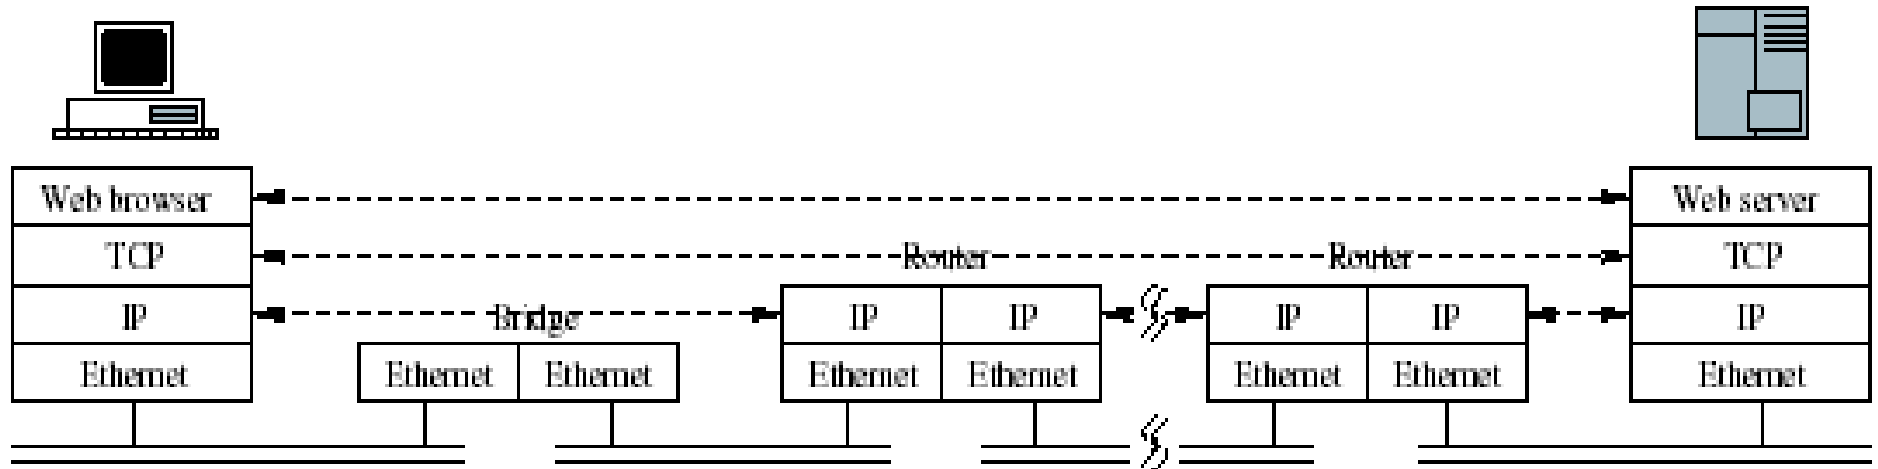 Web browser
Web server
TCP
Router
Router
TCP
IP
Bridge
IP
IP
IP
IP
IP
Ethernet
Ethernet
Ethernet
Ethernet
Ethernet
Ethernet
Ethernet
Ethernet